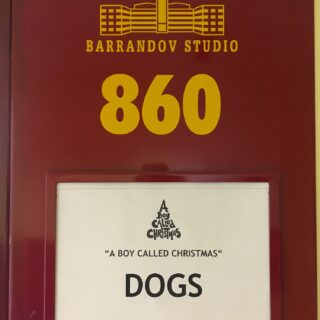 BARRANDOV STUDIO
860
A
BOY
CALLED
CHRISTMAS
"A BOY CALLED CHRISTMAS"
DOGS